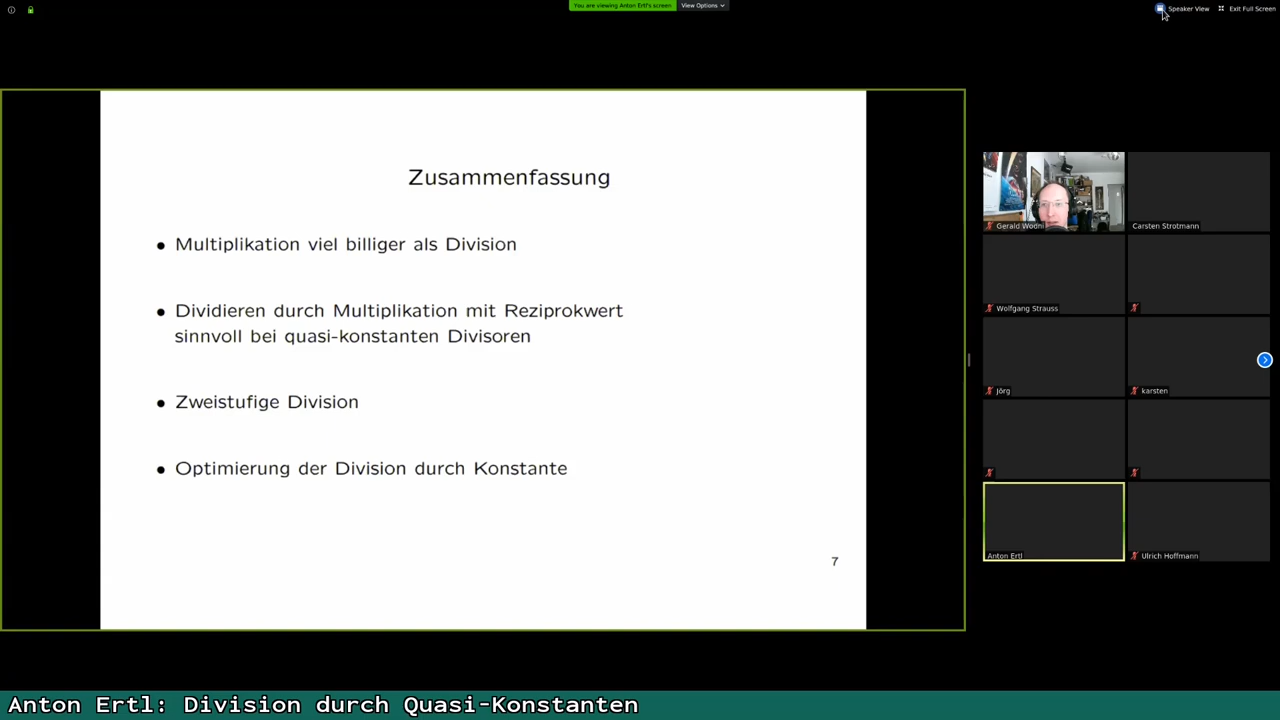 You are viewing Anton Ertl's screen
View Options
Speaker View
Exit Full Screen
Zusammenfassung
• Multiplikation viel billiger als Division
• Dividieren durch Multiplikation mit Reziprokwert
sinnvoll bei quasi-konstanten Divisoren
• Zweistufige Division
• Optimierung der Division durch Konstante
7
Gerald Wodni
Carsten Strotmann
Wolfgang Strauss
Jörg
karsten
Anton Ertl
Ulrich Hoffmann
Anton Ertl: Division durch Quasi-Konstanten